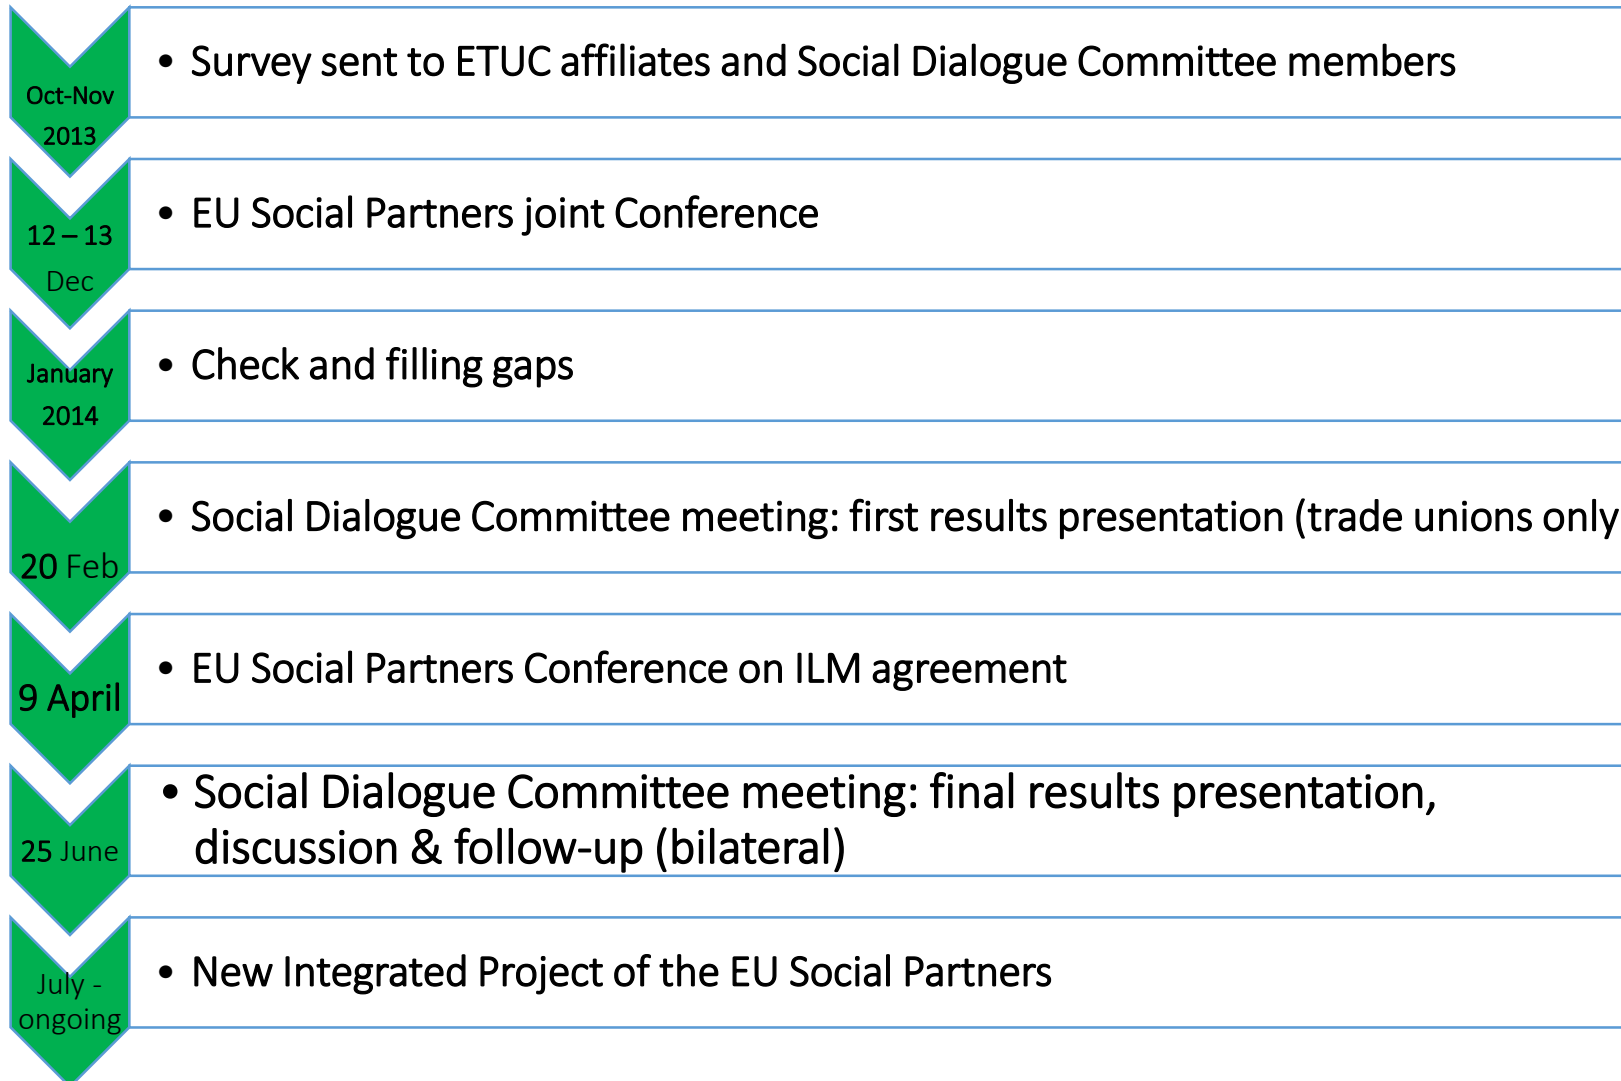 Oct-Nov
2013
• Survey sent to ETUC affiliates and Social Dialogue Committee members
12 – 13
Dec
• EU Social Partners joint Conference
January
2014
• Check and filling gaps
20 Feb
• Social Dialogue Committee meeting: first results presentation (trade unions only
9 April
• EU Social Partners Conference on ILM agreement
25 June
• Social Dialogue Committee meeting: final results presentation,
discussion & follow-up (bilateral)
July -
ongoing
• New Integrated Project of the EU Social Partners